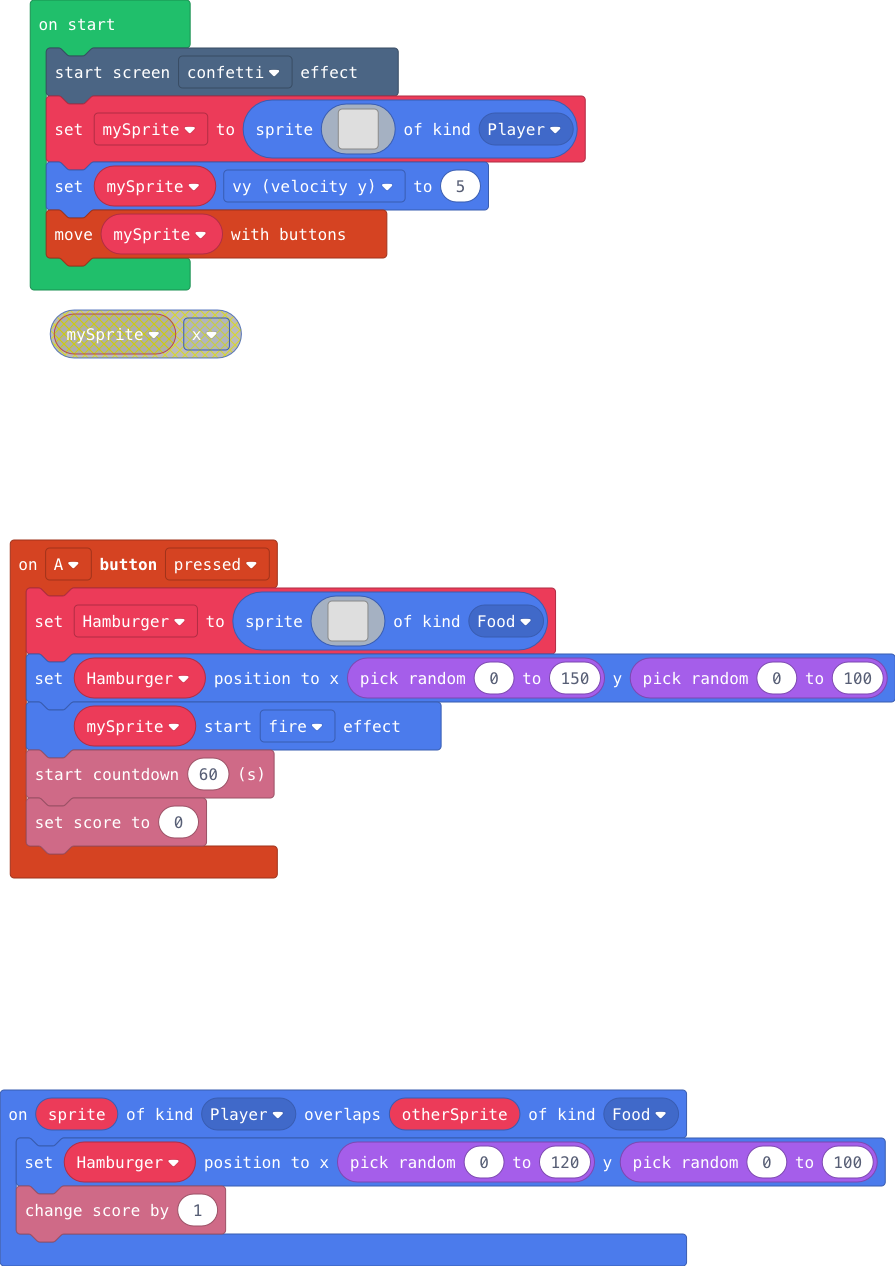 on start
start screen confetti effect
set mySprite to sprite of kind Player
set mySprite vy (velocity y) to 5
move mySprite with buttons
mySprite x
on A button pressed
set Hamburger to sprite of kind Food
set Hamburger position to x pick random 0 to 150 y pick random 0 to 100
mySprite start fire effect
start countdown 60 (s)
set score to 0
on sprite of kind Player overlaps otherSprite of kind Food
set Hamburger position to x pick random 0 to 120 y pick random 0 to 100
change score by 1